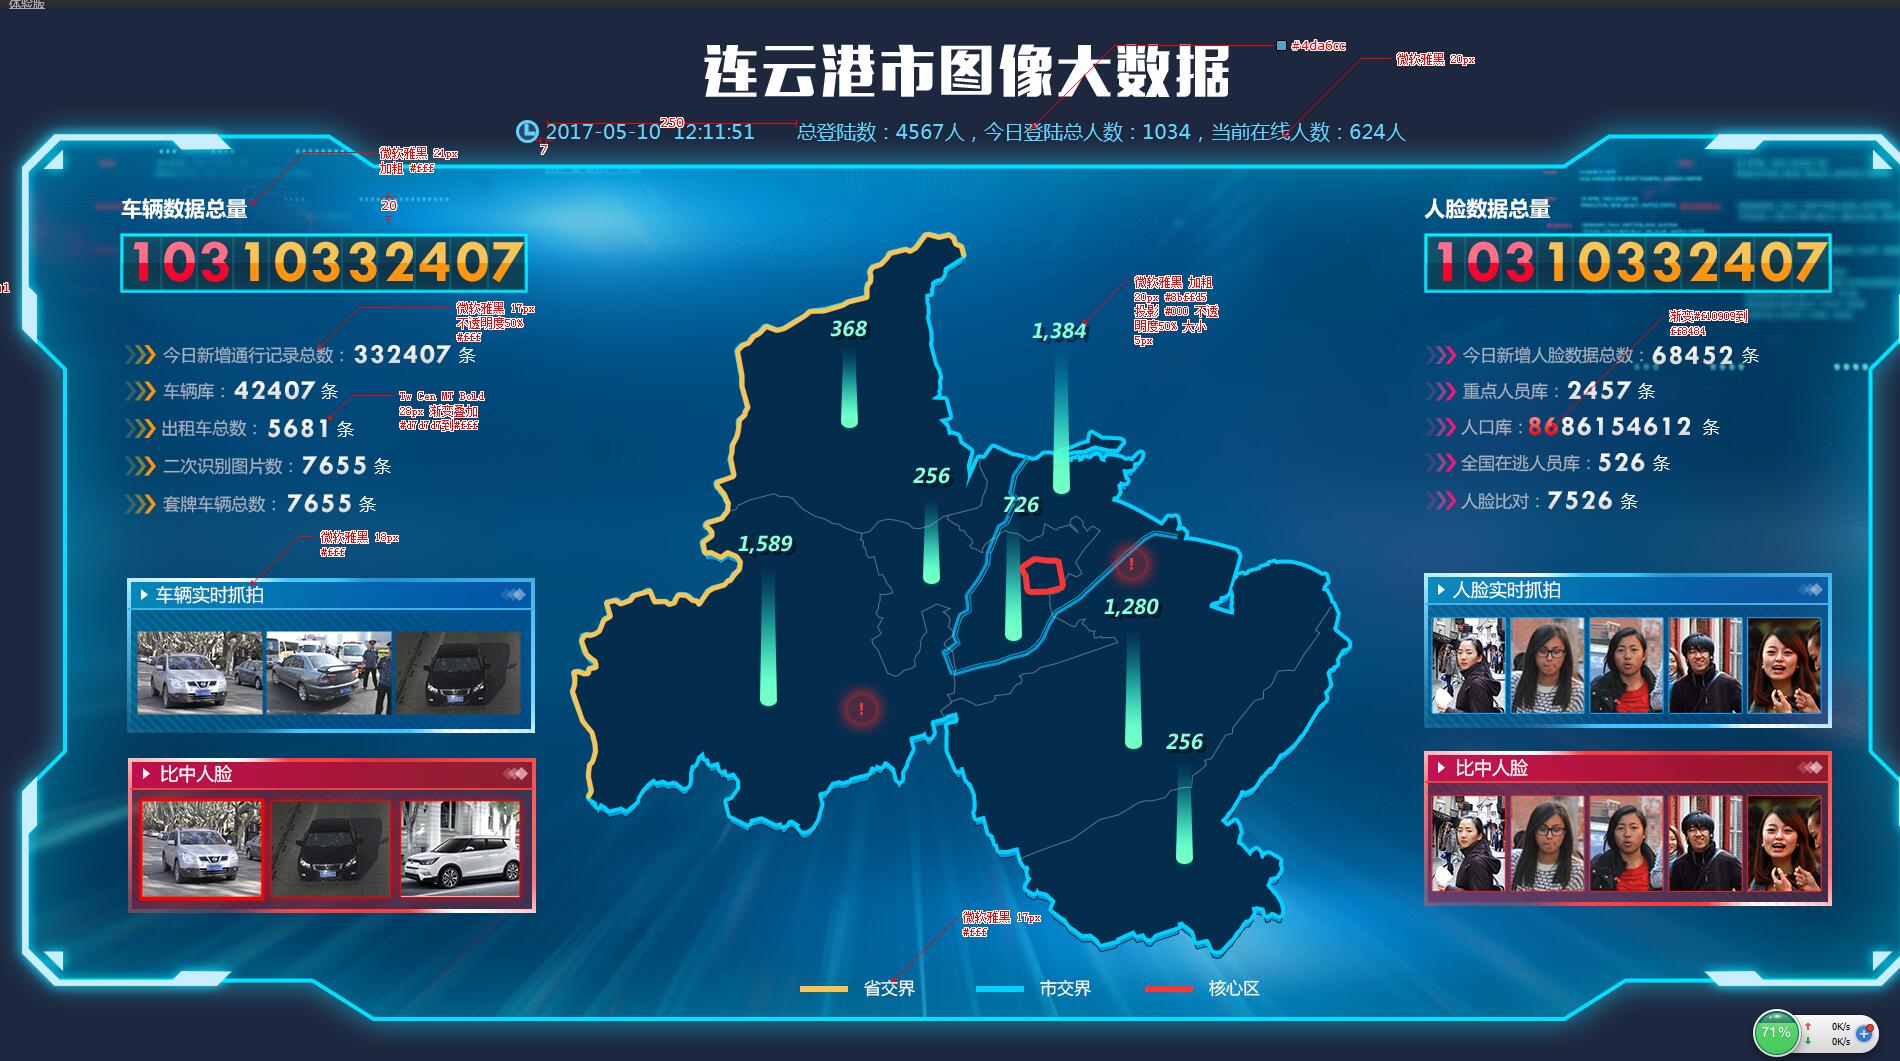 体验版
连云港市图像大数据
#4da6cc
微软雅黑 20px
250
2017-05-10 12:11:51
总登陆数：4567人，今日登陆总人数：1034，当前在线人数：624人
7
微软雅黑 21px
加粗 #fff
20
车辆数据总量
10310332407
微软雅黑 17px
不透明度50%
#fff
今日新增通行记录总数：332407 条
车辆库：42407 条
Tw Cen MT Bold
28px 渐变叠加
#d7d7d7到#fff
出租车总数：5681 条
二次识别图片数：7655 条
套牌车辆总数：7655 条
微软雅黑 18px
#fff
车辆实时抓拍
比中人脸
368
1,384
微软雅黑 加粗
20px #8bffd5
投影 #000 不透
明度50% 大小
5px
256
726
1,589
!
1,280
!
256
微软雅黑 17px
#fff
省交界
市交界
核心区
人脸数据总量
10310332407
渐变#f10909到
ff8484
今日新增人脸数据总数：68452 条
重点人员库：2457 条
人口库：8686154612 条
全国在逃人员库：526 条
人脸比对：7526 条
人脸实时抓拍
比中人脸
71%
0K/s
0K/s